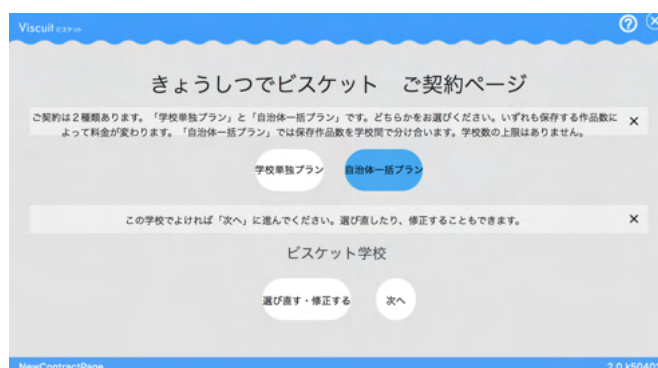 Viscuit ビスケット
きょうしつでビスケット ご契約ページ
ご契約は2種類あります。「学校単独プラン」と「自治体一括プラン」です。どちらかをお選びください。いずれも保存する作品数に
よって料金が変わります。「自治体一括プラン」では保存作品数を学校間で分け合います。学校数の上限はありません。
学校単独プラン 自治体一括プラン
この学校でよければ「次へ」に進んでください。選び直したり、修正することもできます。
ビスケット学校
選び直す・修正する 次へ
NewContractPage